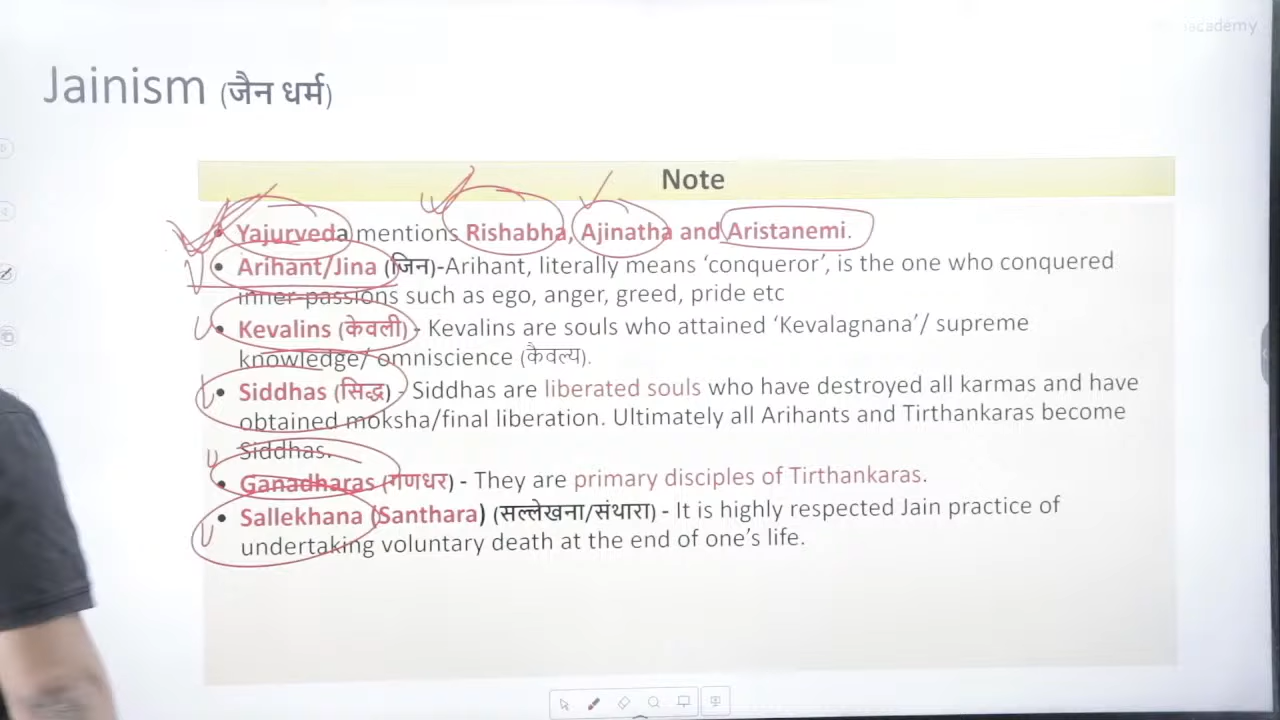 academy
Jainism (जैन धर्म)
Note
• Yajurveda mentions Rishabha, Ajinatha and Aristanemi.
• Arihant/Jina (जिन)-Arihant, literally means ‘conqueror’, is the one who conquered
inner-passions such as ego, anger, greed, pride etc
• Kevalins (केवली) - Kevalins are souls who attained ‘Kevalagnana’/ supreme
knowledge/ omniscience (कैवल्य).
• Siddhas (सिद्ध) - Siddhas are liberated souls who have destroyed all karmas and have
obtained moksha/final liberation. Ultimately all Arihants and Tirthankaras become
Siddhas.
• Ganadharas (गणधर) - They are primary disciples of Tirthankaras.
• Sallekhana (Santhara) (सल्लेखना/संथारा) - It is highly respected Jain practice of
undertaking voluntary death at the end of one’s life.